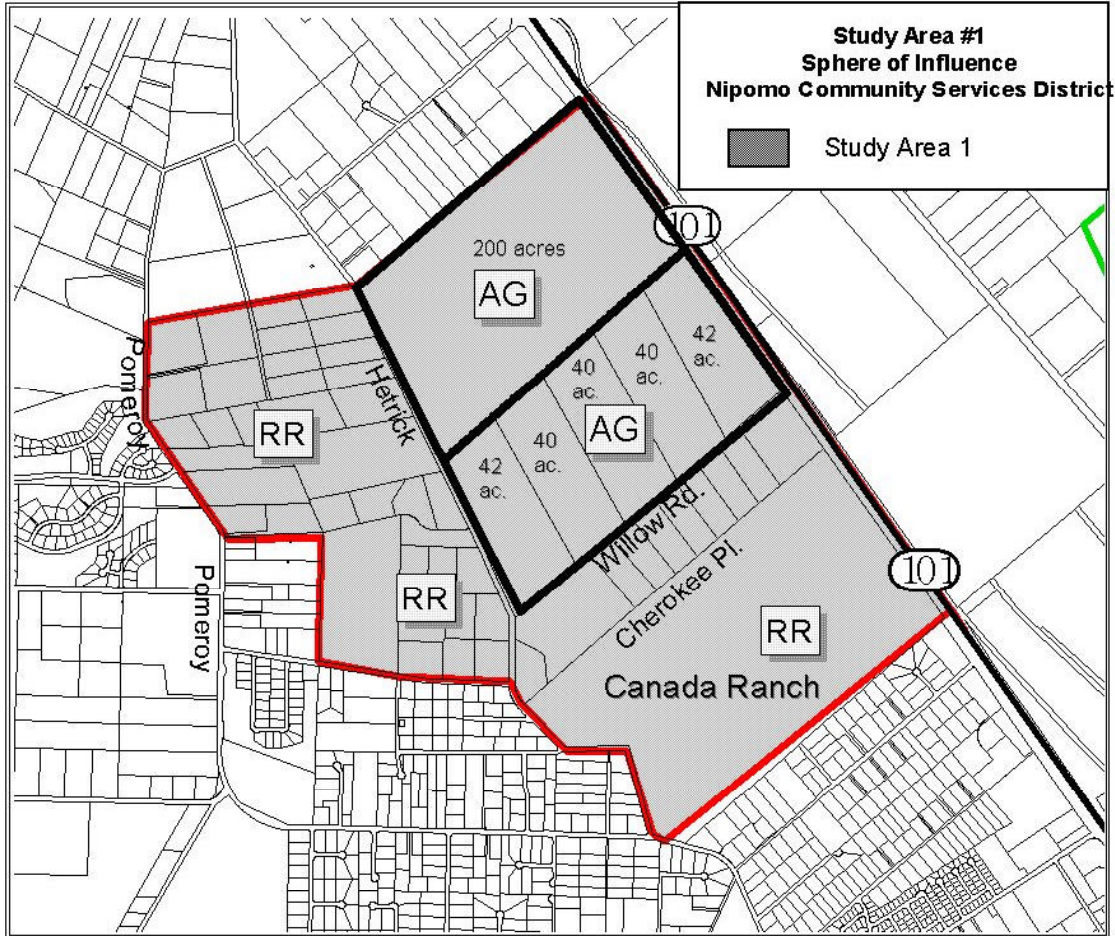 Study Area #1
Sphere of Influence
Nipomo Community Services District
Study Area 1
101
200 acres
AG
42
ac.
40
ac.
40
ac.
AG
40
ac.
42
ac.
Pomeroy
Hetrick
RR
Willow Rd.
Cherokee Pl.
101
Pomeroy
RR
RR
Canada Ranch